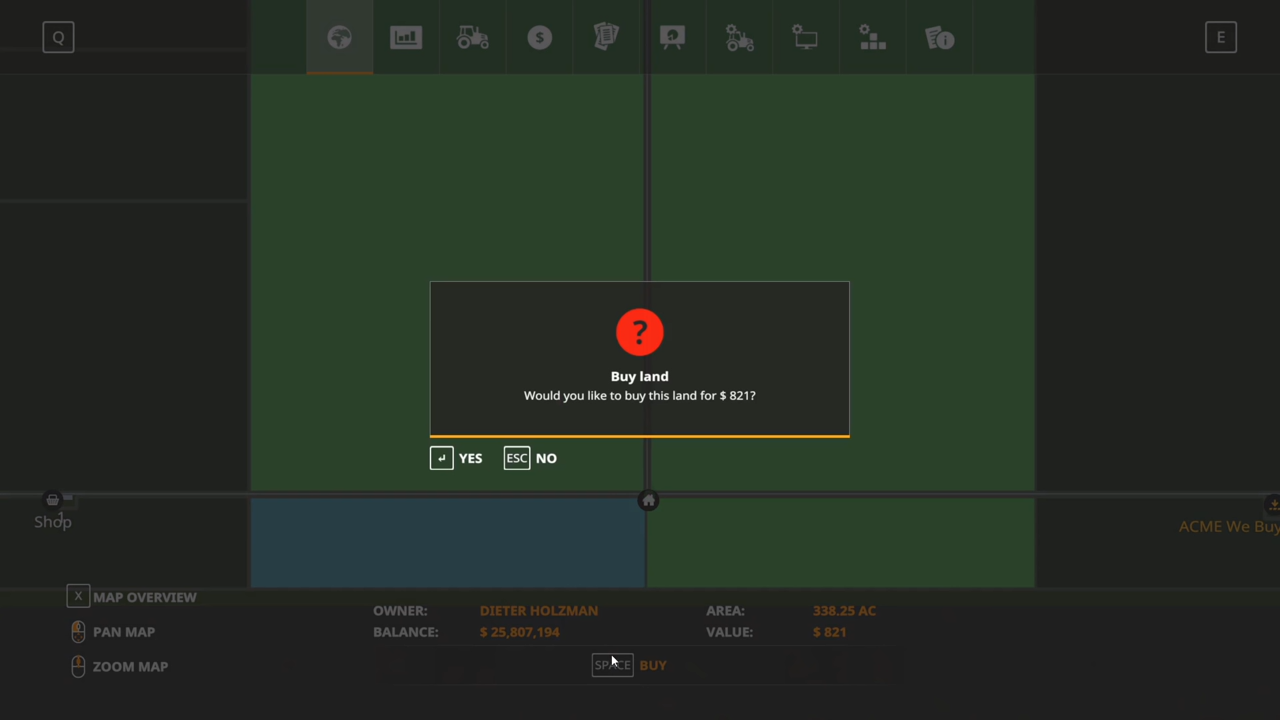 Q
E
?
Buy land
Would you like to buy this land for $ 821?
YES
ESC NO
Shop
1
ACME We Buy
X MAP OVERVIEW
OWNER: DIETER HOLZMAN
AREA: 338.25 AC
PAN MAP
BALANCE: $ 25,807,194
VALUE: $ 821
ZOOM MAP
SPACE BUY